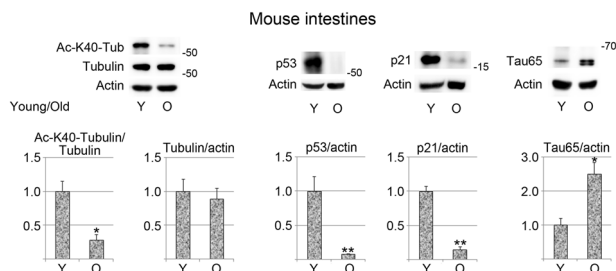 Mouse intestines
Ac-K40-Tub
-50
Tubulin
-50
Actin
Young/Old
Y O
p53
-50
Actin
Y O
p21
-15
Actin
Y O
-70
Tau65
Actin
Y O
Ac-K40-Tubulin/
Tubulin
1.5
1.0
0.5
*
Y O
Tubulin/actin
1.5
1.0
0.5
Y O
p53/actin
1.5
1.0
0.5
**
Y O
p21/actin
1.5
1.0
0.5
**
Y O
Tau65/actin
3.0
2.0
1.0
*
Y O